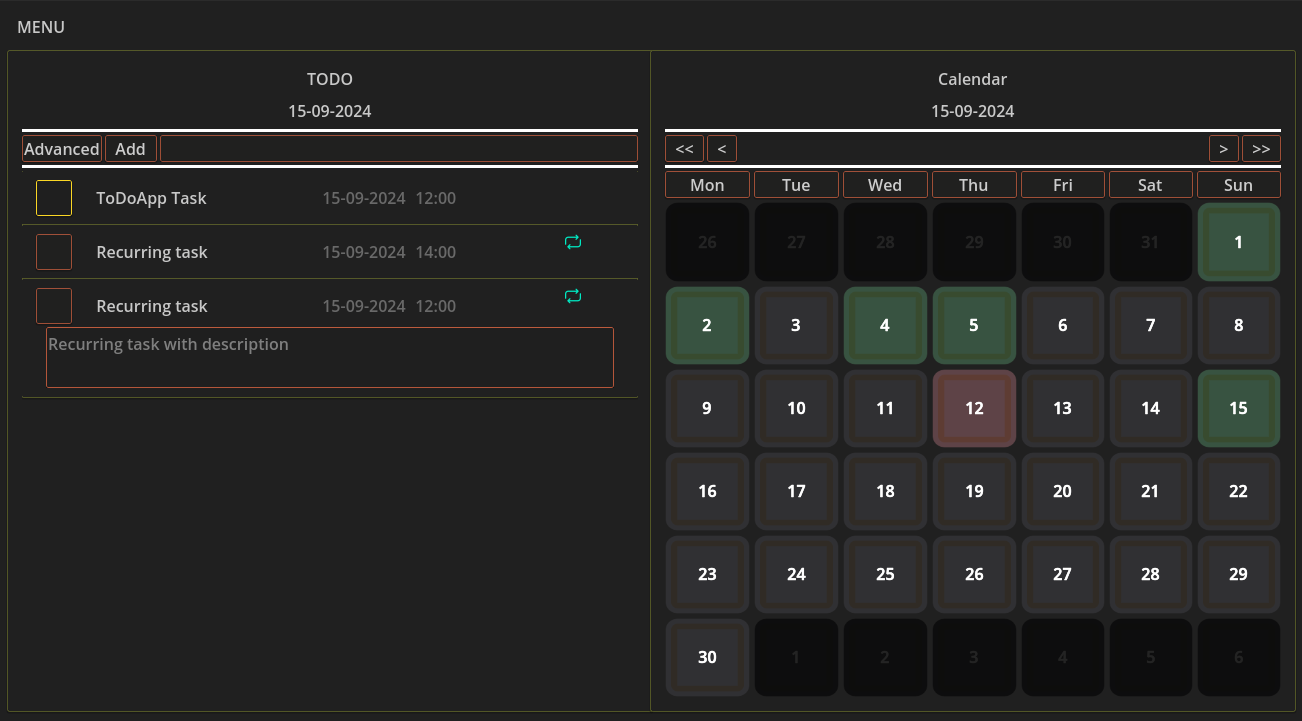 MENU
TODO
15-09-2024
Advanced Add
ToDoApp Task 15-09-2024 12:00
Recurring task 15-09-2024 14:00
Recurring task 15-09-2024 12:00
Recurring task with description
Calendar
15-09-2024
<< < > >>
Mon Tue Wed Thu Fri Sat Sun
26 27 28 29 30 31 1
2 3 4 5 6 7 8
9 10 11 12 13 14 15
16 17 18 19 20 21 22
23 24 25 26 27 28 29
30 1 2 3 4 5 6